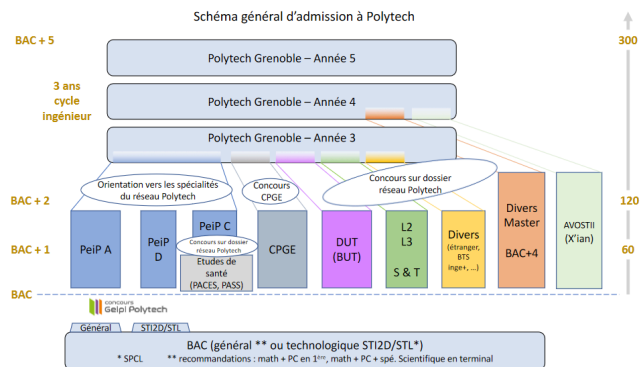 Schéma général d'admission à Polytech
BAC + 5
300
Polytech Grenoble – Année 5
3 ans
cycle
ingénieur
Polytech Grenoble – Année 4
Polytech Grenoble – Année 3
Orientation vers les spécialités
du réseau Polytech
Concours
CPGE
Concours sur dossier
réseau Polytech
BAC + 2
120
BAC + 1
60
BAC
PeiP A
PeiP
D
PeiP C
Concours sur dossier
réseau Polytech
Etudes de
santé
(PACES, PASS)
CPGE
DUT
(BUT)
L2
L3
S & T
Divers
(étranger,
BTS
inge+, ...)
Divers
Master
BAC+4
AVOSTII
(X'ian)
concours
Geipi Polytech
Général
STI2D/STL
BAC (général ** ou technologique STI2D/STL*)
* SPCL ** recommandations : math + PC en 1ère, math + PC + spé. Scientifique en terminal